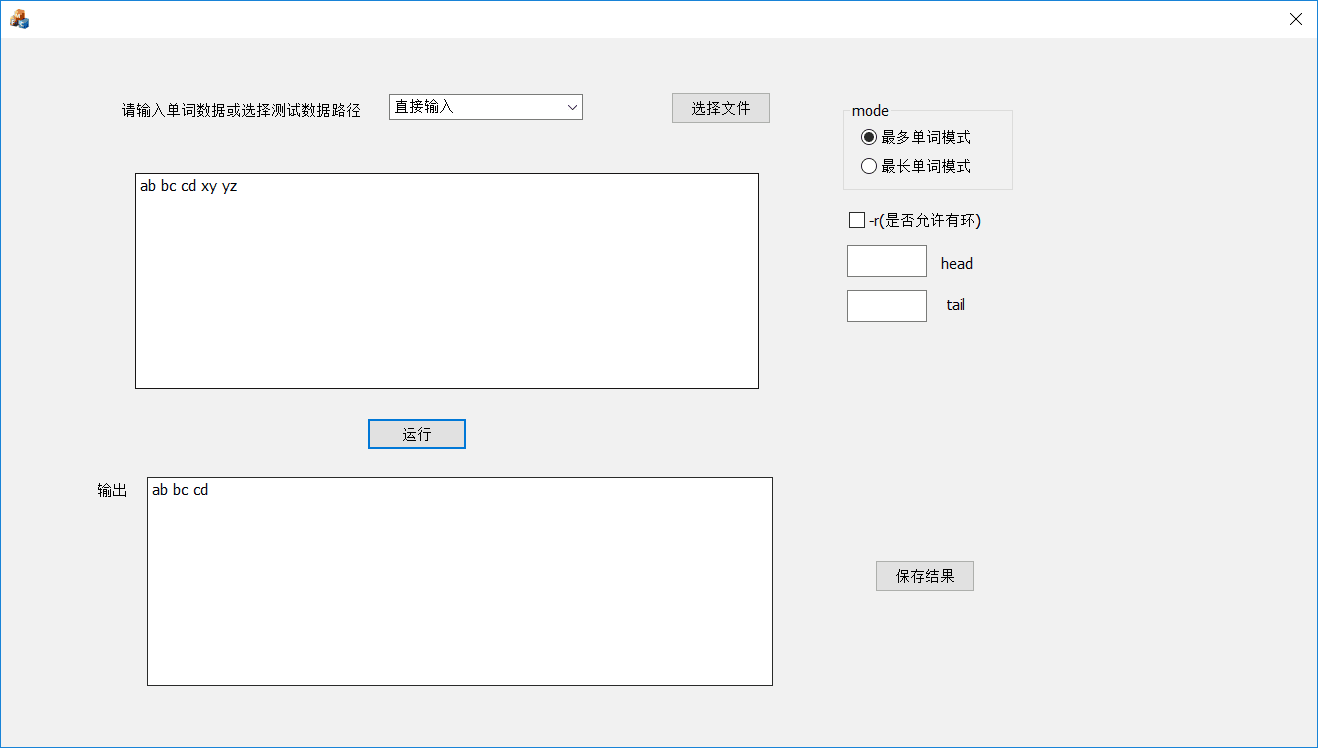 请输入单词数据或选择测试数据路径
直接输入
选择文件
mode
最多单词模式
最长单词模式
-r(是否允许有环)
head
tail
ab bc cd xy yz
运行
输出
ab bc cd
保存结果